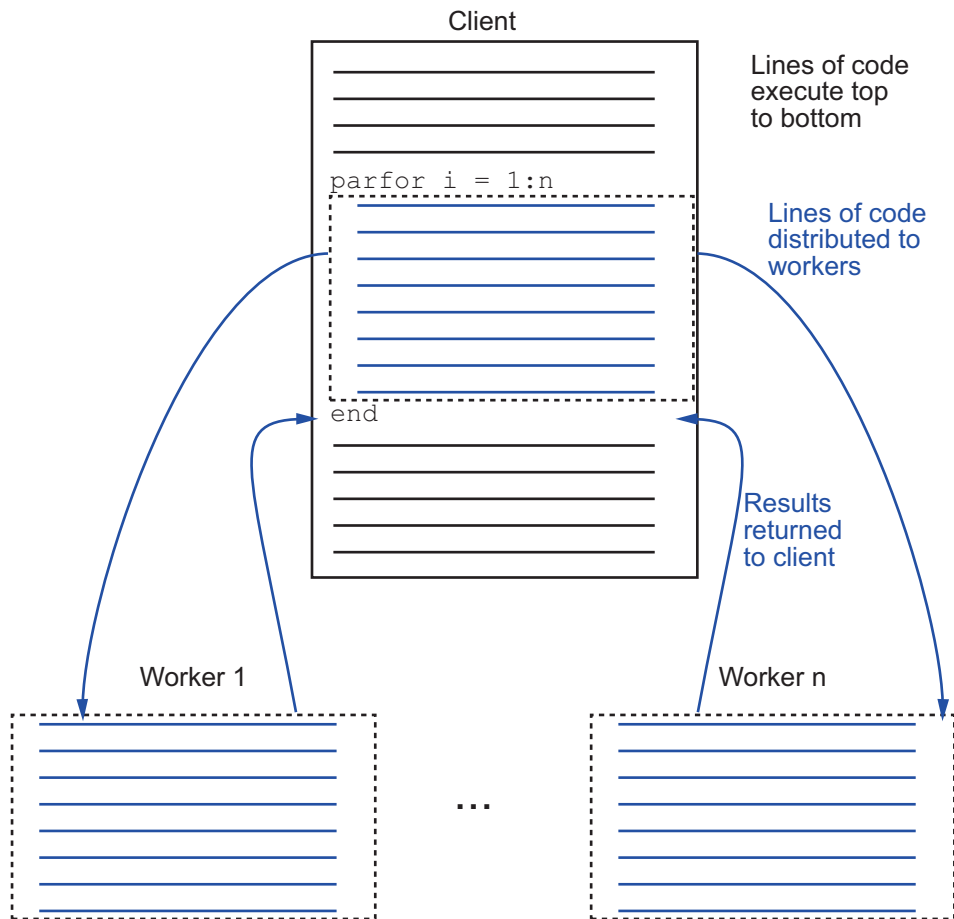 Client
Lines of code
execute top
to bottom
parfor i = 1:n
Lines of code
distributed to
workers
end
Results
returned
to client
Worker 1
Worker n
...